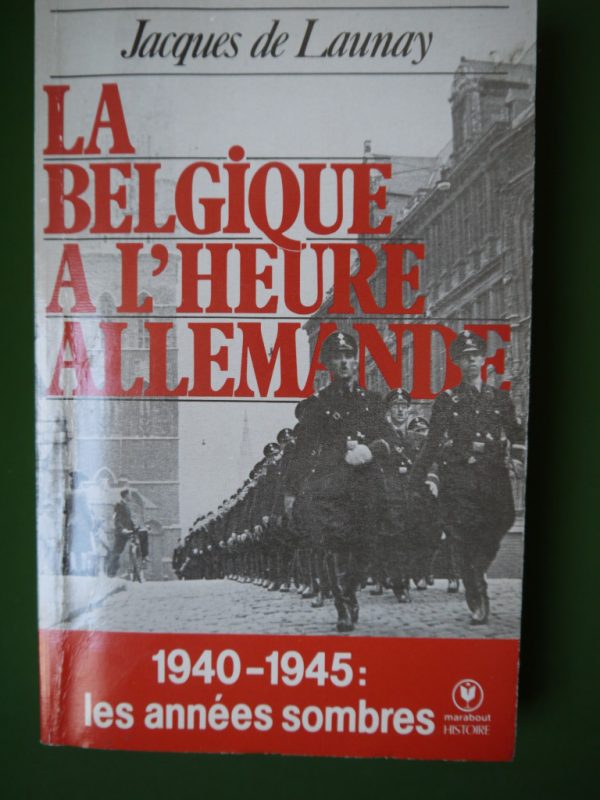 Jacques de Launay
LA
BELGIQUE
A L'HEURE
ALLEMANDE
1940-1945:
les années sombres
marabout
HISTOIRE